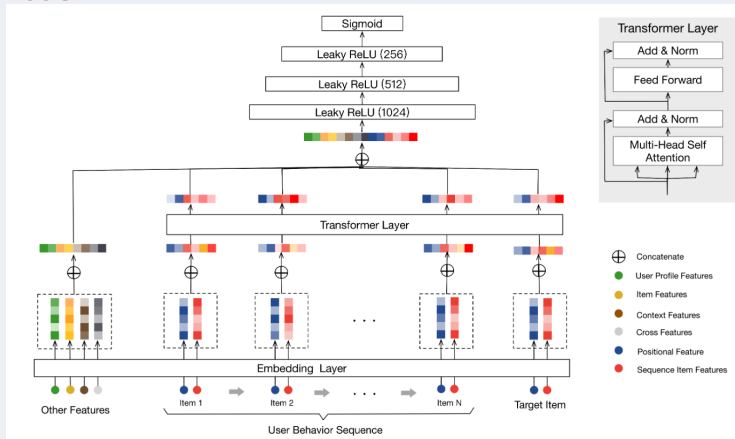 Sigmoid
Leaky ReLU (256)
Leaky ReLU (512)
Leaky ReLU (1024)
Transformer Layer
Embedding Layer
Other Features
Item 1
Item 2
. . .
Item N
Target Item
User Behavior Sequence
Transformer Layer
Add & Norm
Feed Forward
Add & Norm
Multi-Head Self
Attention
Concatenate
User Profile Features
Item Features
Context Features
Cross Features
Positional Feature
Sequence Item Features